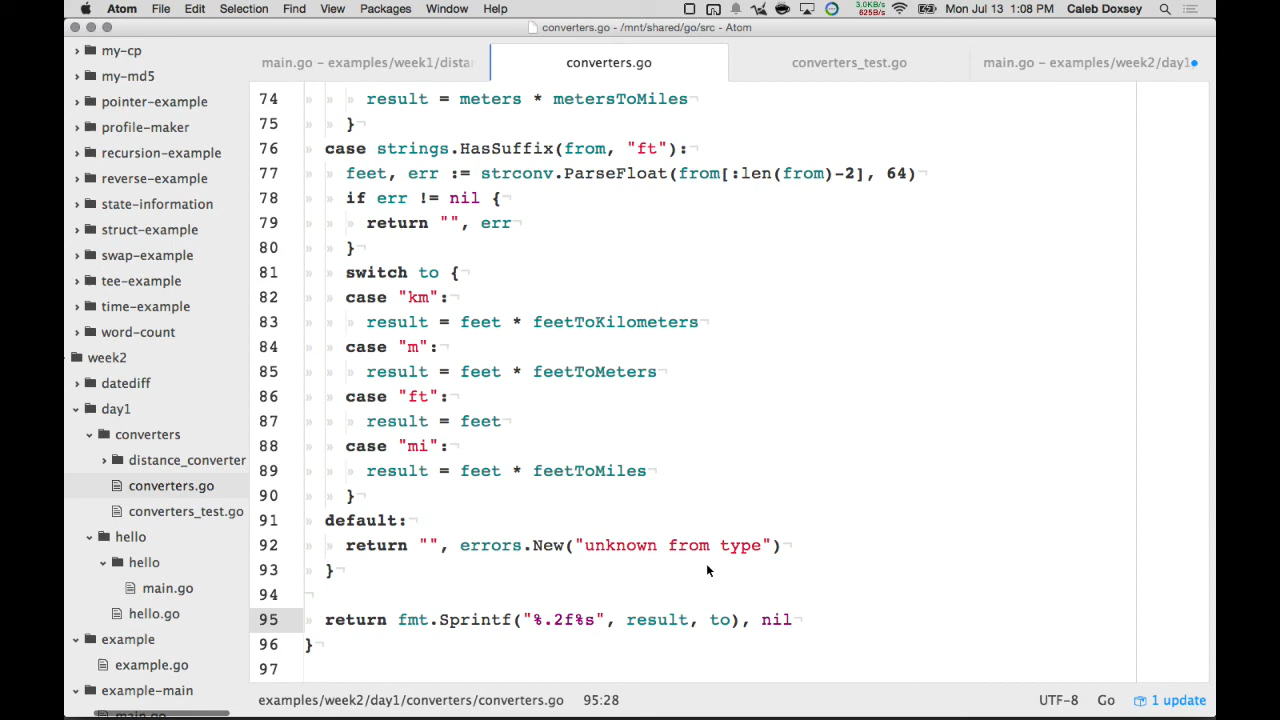 Atom File Edit Selection Find View Packages Window Help 3.0KB/s 625B/s Mon Jul 13 1:08 PM Caleb Doxsey
converters.go - /mnt/shared/go/src - Atom
main.go – examples/week1/distan converters.go converters_test.go main.go – examples/week2/day1
my-cp
my-md5
pointer-example
profile-maker
recursion-example
reverse-example
state-information
struct-example
swap-example
tee-example
time-example
word-count
week2
datediff
day1
converters
distance_converter
converters.go
converters_test.go
hello
hello
main.go
hello.go
example
example.go
example-main
main.go
74 result = meters * metersToMiles
75 }
76 case strings.HasSuffix(from, "ft"):
77 feet, err := strconv.ParseFloat(from[:len(from)-2], 64)
78 if err != nil {
79 return "", err
80 }
81 switch to {
82 case "km":
83 result = feet * feetToKilometers
84 case "m":
85 result = feet * feetToMeters
86 case "ft":
87 result = feet
88 case "mi":
89 result = feet * feetToMiles
90 }
91 default:
92 return "", errors.New("unknown from type")
93 }
94
95 return fmt.Sprintf("%.2f%s", result, to), nil
96 }
97
examples/week2/day1/converters/converters.go 95:28 UTF-8 Go 1 update